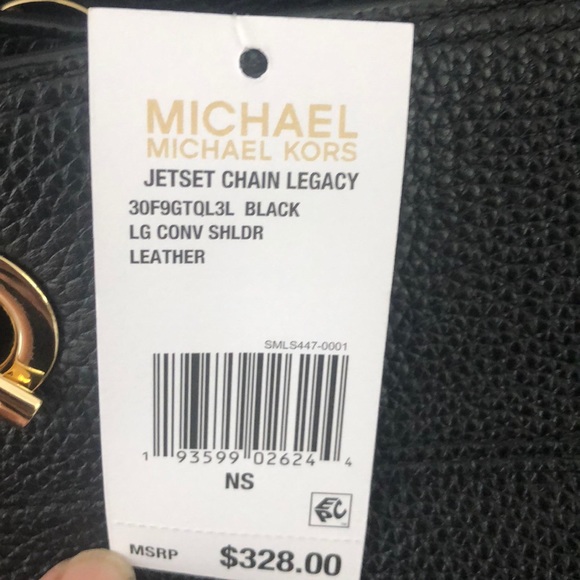 MICHAEL
MICHAEL KORS
JETSET CHAIN LEGACY
30F9GTQL3L BLACK
LG CONV SHLDR
LEATHER
SMLS447-0001
1 93599 02624 4
NS
EPC
MSRP $328.00